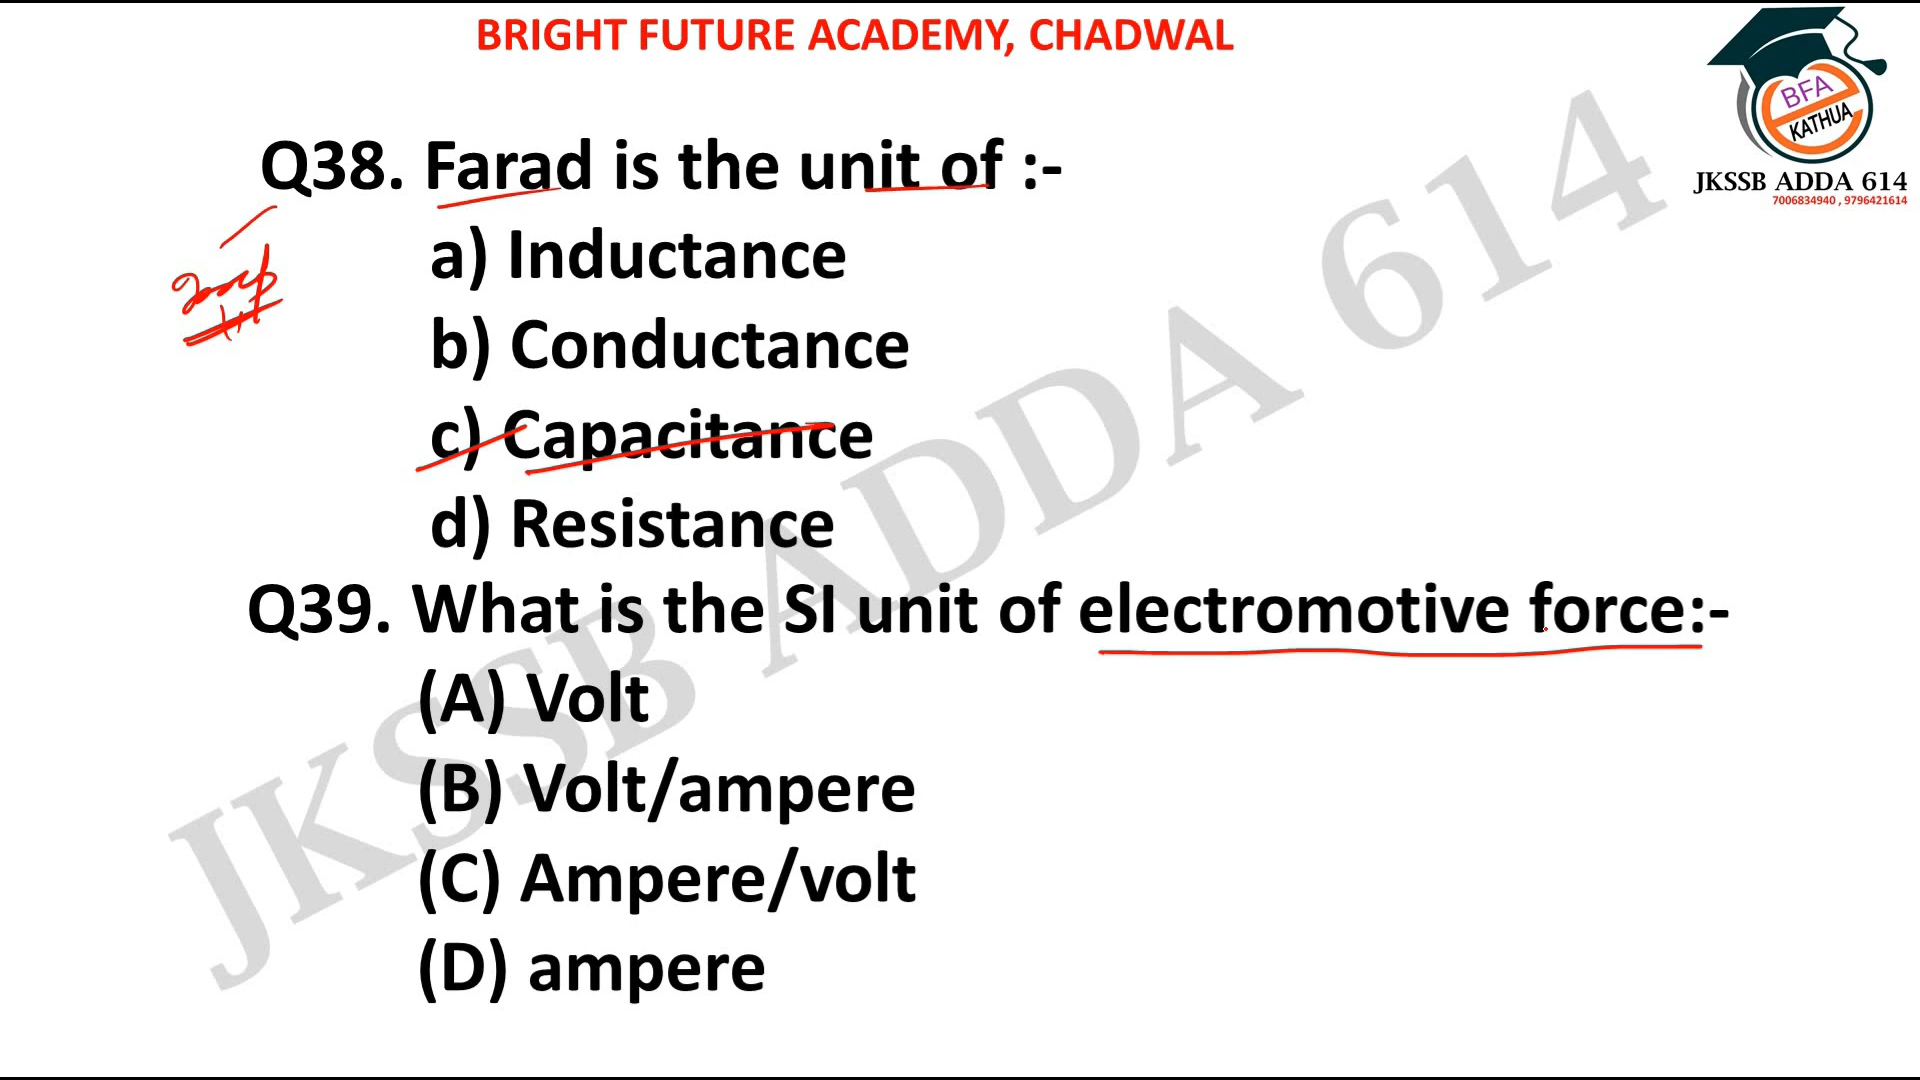 BRIGHT FUTURE ACADEMY, CHADWAL
BFA
KATHUA
JKSSB ADDA 614
7006834940 , 9796421614
Q38. Farad is the unit of :-
a) Inductance
b) Conductance
c) Capacitance
d) Resistance
Q39. What is the SI unit of electromotive force:-
(A) Volt
(B) Volt/ampere
(C) Ampere/volt
(D) ampere
JKSSB ADDA 614